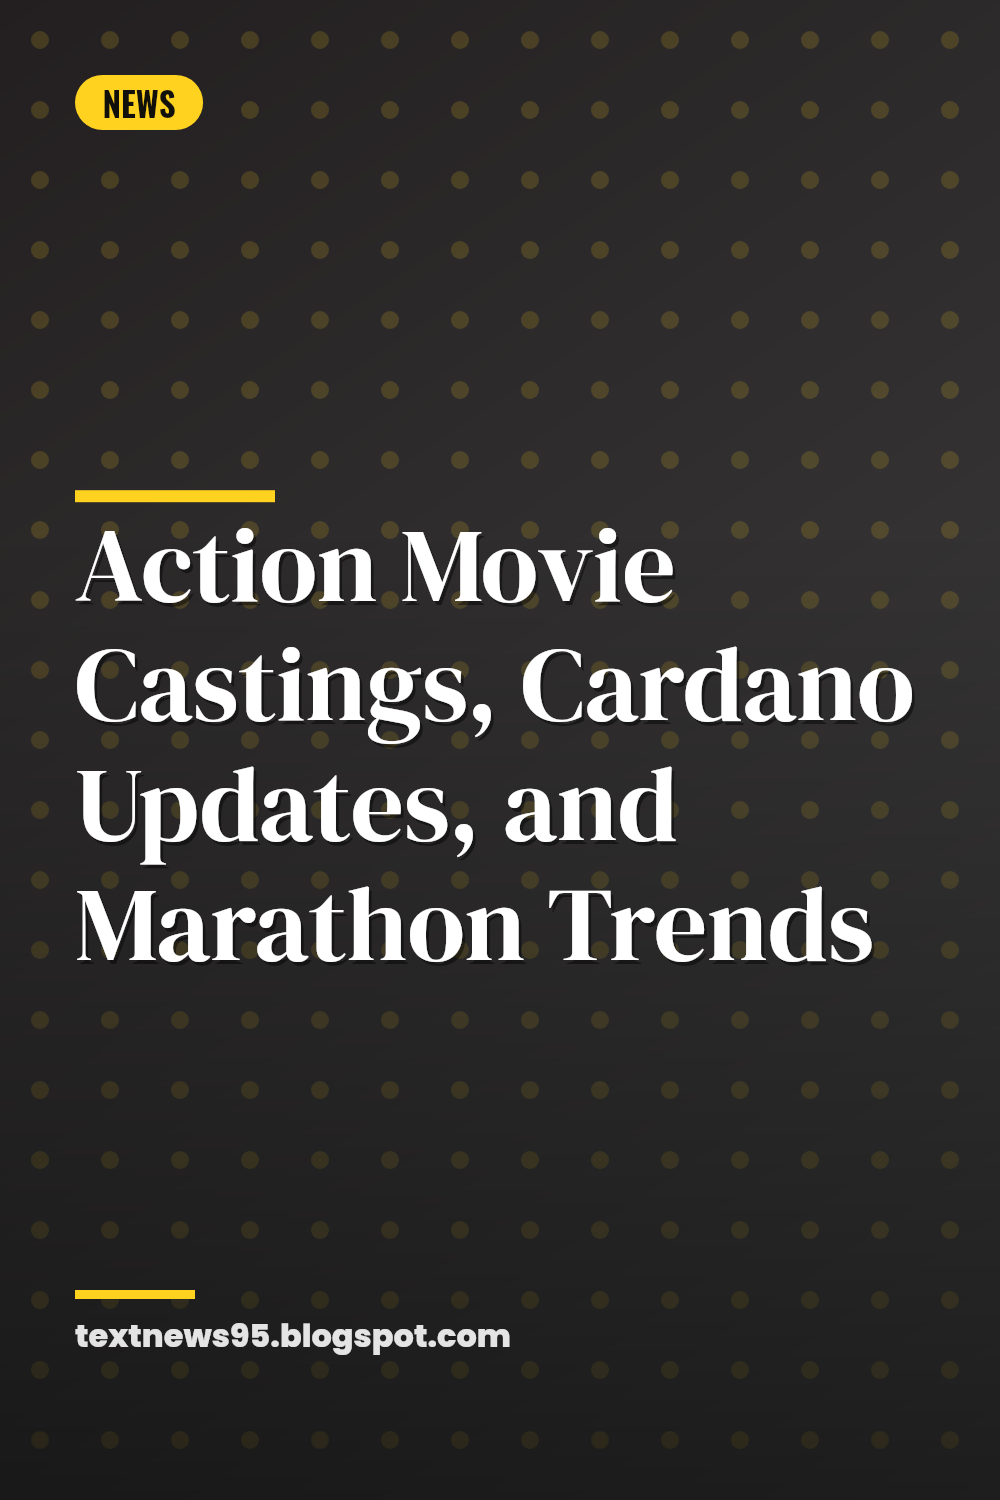 NEWS
Action Movie
Castings, Cardano
Updates, and
Marathon Trends
textnews95.blogspot.com